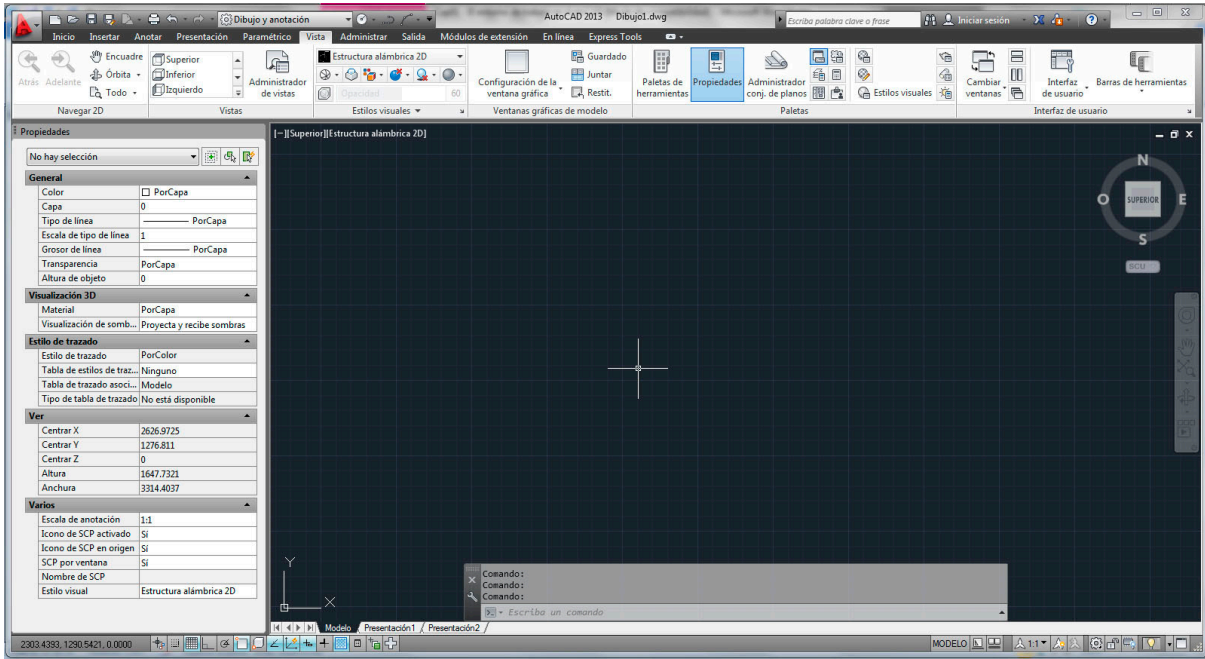 Dibujo y anotación
AutoCAD 2013 Dibujo1.dwg
Escriba palabra clave o frase
Iniciar sesión
Inicio Insertar Anotar Presentación Paramétrico Vista Administrar Salida Módulos de extensión En línea Express Tools
Atrás Adelante
Encuadre
Órbita
Todo
Navegar 2D
Superior
Inferior
Izquierdo
Administrador
de vistas
Vistas
Estructura alámbrica 2D
Opacidad 60
Estilos visuales
Configuración de la
ventana gráfica
Guardado
Juntar
Restit.
Ventanas gráficas de modelo
Paletas de
herramientas
Propiedades
Administrador
conj. de planos
Estilos visuales
Paletas
Cambiar
ventanas
Interfaz
de usuario
Barras de herramientas
Interfaz de usuario
Propiedades
No hay selección
General
Color PorCapa
Capa 0
Tipo de línea PorCapa
Escala de tipo de línea 1
Grosor de línea PorCapa
Transparencia PorCapa
Altura de objeto 0
Visualización 3D
Material PorCapa
Visualización de somb... Proyecta y recibe sombras
Estilo de trazado
Estilo de trazado PorColor
Tabla de estilos de traz... Ninguno
Tabla de trazado asoci... Modelo
Tipo de tabla de trazado No está disponible
Ver
Centrar X 2626.9725
Centrar Y 1276.811
Centrar Z 0
Altura 1647.7321
Anchura 3314.4037
Varios
Escala de anotación 1:1
Icono de SCP activado Sí
Icono de SCP en origen Sí
SCP por ventana Sí
Nombre de SCP
Estilo visual Estructura alámbrica 2D
[−][Superior][Estructura alámbrica 2D]
N
O SUPERIOR E
S
SCU
Y
X
Comando:
Comando:
Comando:
Escriba un comando
Modelo Presentación1 Presentación2
2303.4393, 1290.5421, 0.0000
MODELO
1:1